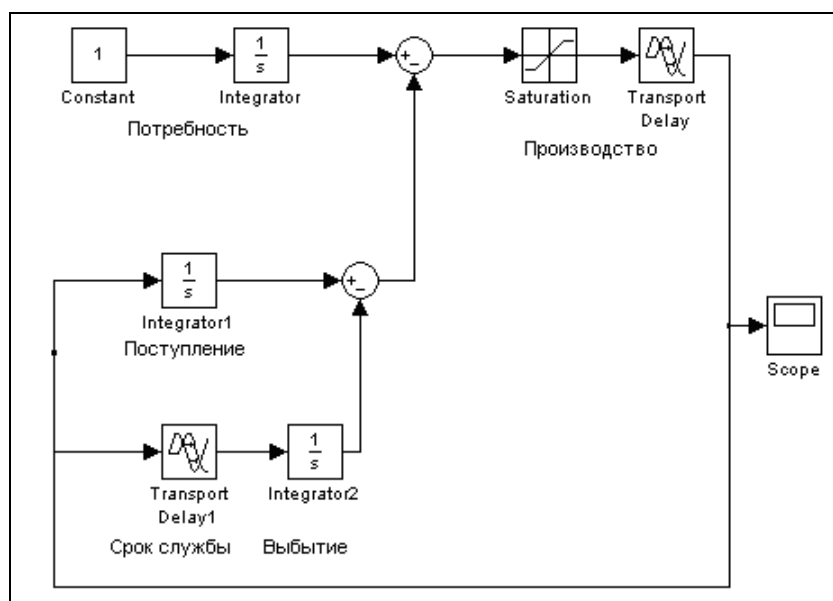 1
Constant
1
s
Integrator
+
−
Saturation
Transport
Delay
Потребность
Производство
1
s
Integrator1
Поступление
+
−
Scope
Transport
Delay1
1
s
Integrator2
Срок службы
Выбытие